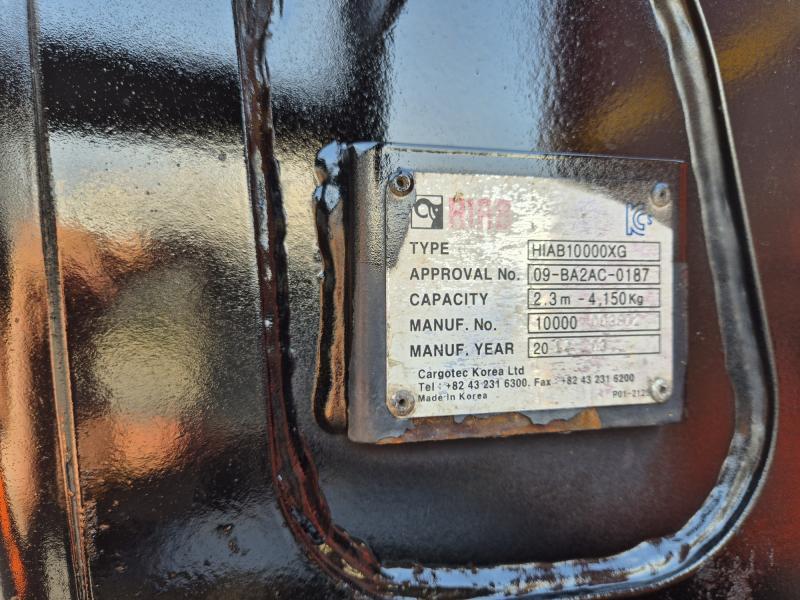 HIAB
KCs
TYPE HIAB10000XG
APPROVAL No. 09-BA2AC-0187
CAPACITY 2,3m - 4,150Kg
MANUF. No. 10000
MANUF. YEAR 20
Cargotec Korea Ltd
Tel : +82 43 231 6300. Fax : +82 43 231 6200
Made In Korea